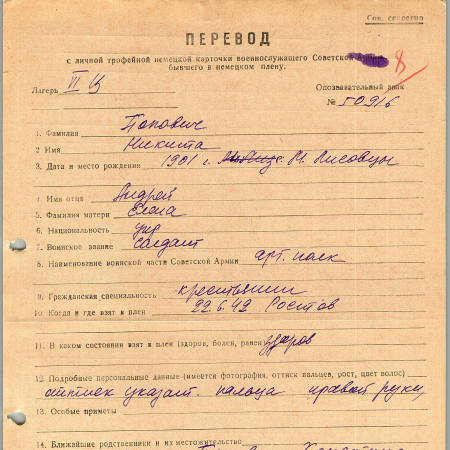 Сов. секретно
ПЕРЕВОД
с личной трофейной немецкой карточки военнослужащего Советской Армии
бывшего в немецком плену.
8
Лагерь VI Ц
Опознавательный знак
№ 50916
1. Фамилия Попович
2. Имя Никита
3. Дата и место рождения 1901 г. М. Лисовцы
4. Имя отца Андрей
5. Фамилия матери Елена
6. Национальность укр
7. Воинское звание солдат
8. Наименование воинской части Советской Армии арт. полк
9. Гражданская специальность крестьянин
10. Когда и где взят в плен 22.6.42 Ростов
11. В каком состоянии взят в плен (здоров, болен, ранен) здоров
12. Подробные персональные данные (имеется фотография, оттиск пальцев, рост, цвет волос)
оттиск указат. пальца правой руки,
13. Особые приметы
14. Ближайшие родственники и их местожительство